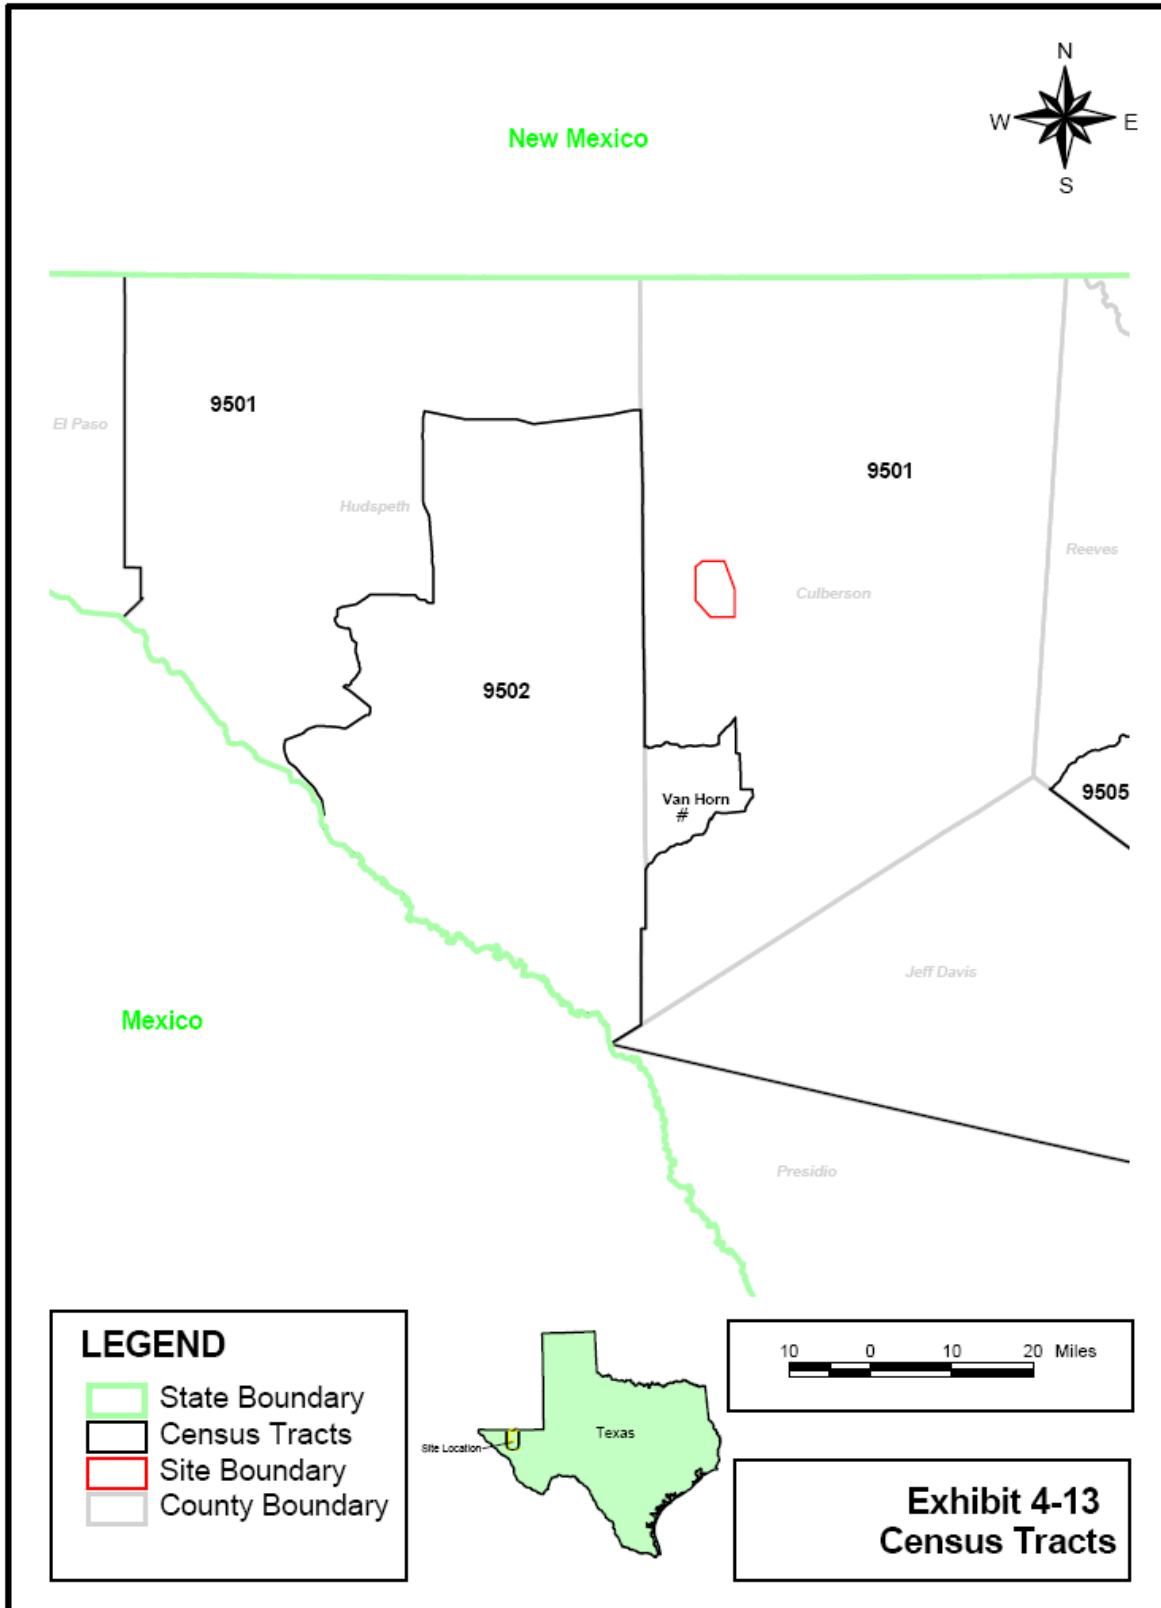 N
W E
S
New Mexico
9501
El Paso
9501
Hudspeth
Reeves
Culberson
9502
Van Horn
#
9505
Jeff Davis
Mexico
Presidio
LEGEND
State Boundary
Census Tracts
Site Boundary
County Boundary
Texas
Site Location
10 0 10 20 Miles
Exhibit 4-13
Census Tracts